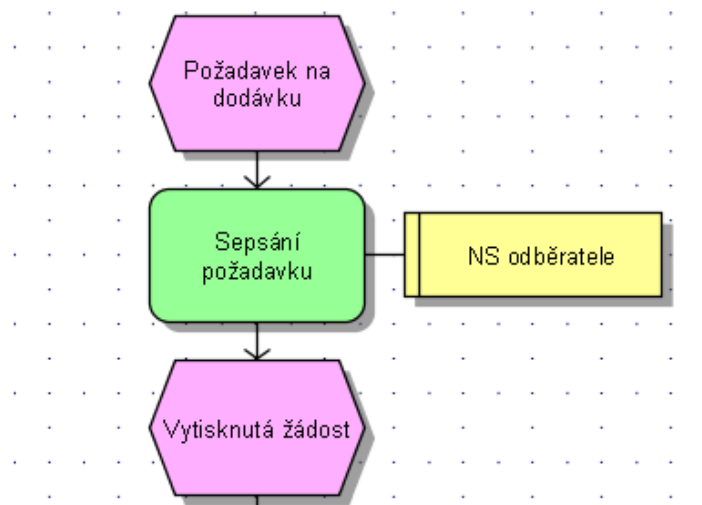 Požadavek na
dodávku
Sepsání
požadavku
NS odběratele
Vytisknutá žádost